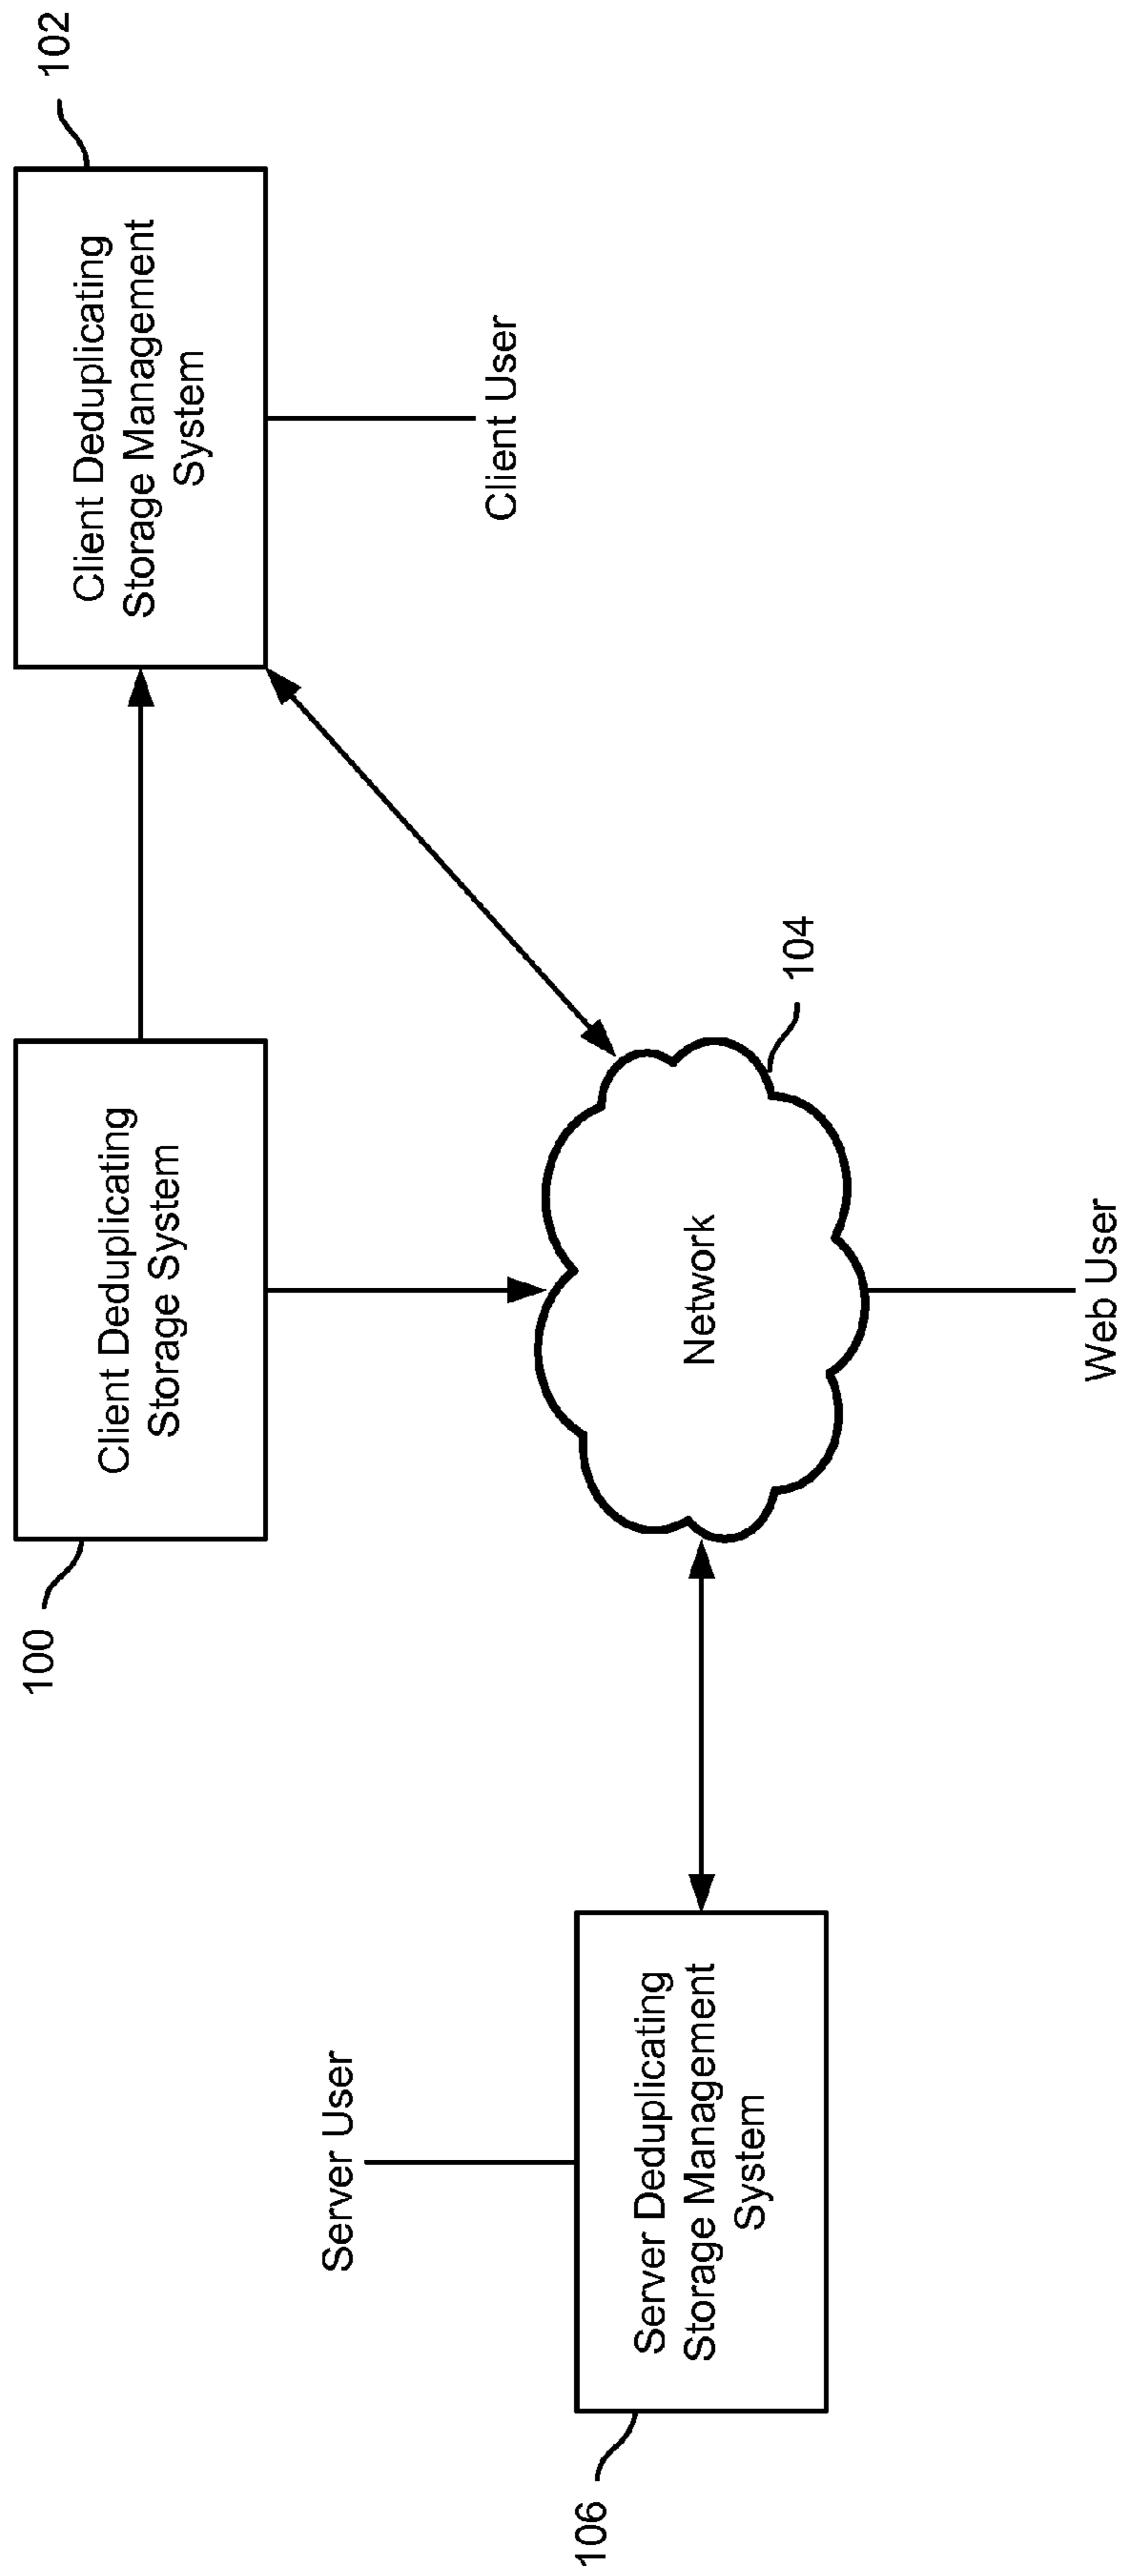 100
Client Deduplicating
Storage System
Client Deduplicating
Storage Management
System
102
Client User
Server User
104
Network
106
Server Deduplicating
Storage Management
System
Web User